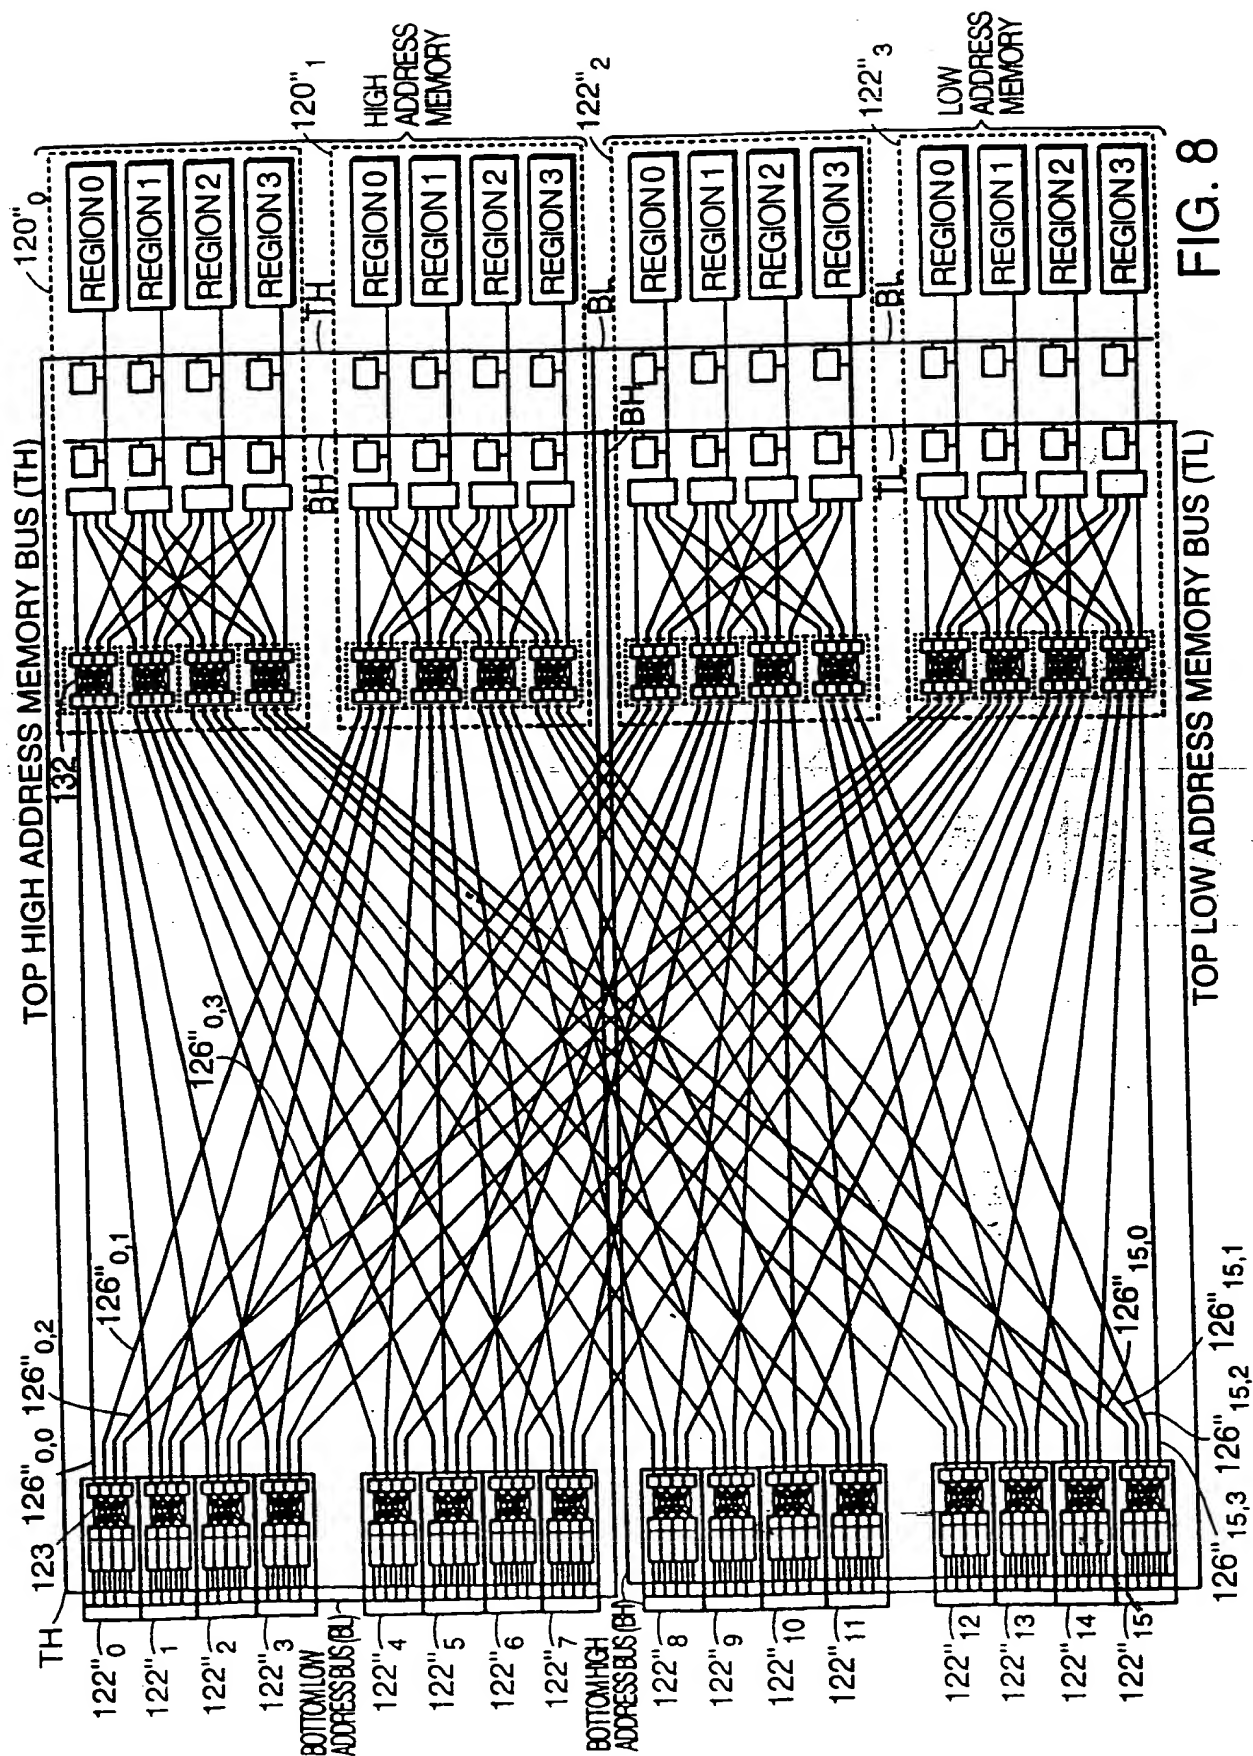 TOP HIGH ADDRESS MEMORY BUS (TH)
120"0
REGION 0
REGION 1
REGION 2
REGION 3
TH
BH
120"1
HIGH
ADDRESS
MEMORY
REGION 0
REGION 1
REGION 2
REGION 3
BL
BH
122"2
REGION 0
REGION 1
REGION 2
REGION 3
BL
TL
122"3
LOW
ADDRESS
MEMORY
REGION 0
REGION 1
REGION 2
REGION 3
132"
126"0,3
126"0,1
126"0,2
126"0,0
123
TH
122"0
122"1
122"2
122"3
BOTTOM LOW
ADDRESS BUS (BL)
122"4
122"5
122"6
122"7
BOTTOM HIGH
ADDRESS BUS (BH)
122"8
122"9
122"10
122"11
122"12
122"13
122"14
122"15
126"15,0
126"15,1
126"15,2
126"15,3
TOP LOW ADDRESS MEMORY BUS (TL)
FIG. 8